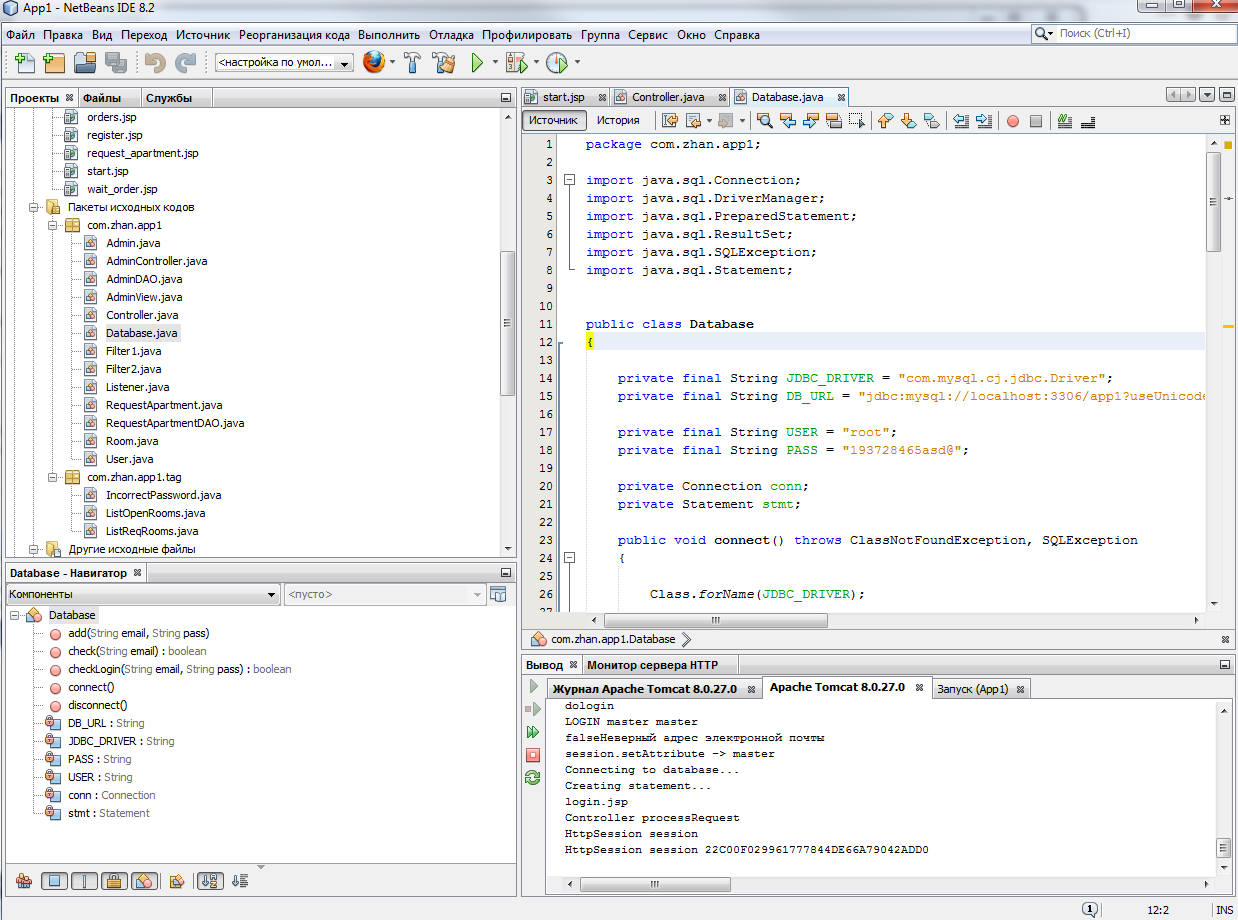 App1 - NetBeans IDE 8.2
Файл Правка Вид Переход Источник Реорганизация кода Выполнить Отладка Профилировать Группа Сервис Окно Справка
Поиск (Ctrl+I)
<настройка по умол...
Проекты Файлы Службы
orders.jsp
register.jsp
request_apartment.jsp
start.jsp
wait_order.jsp
Пакеты исходных кодов
com.zhan.app1
Admin.java
AdminController.java
AdminDAO.java
AdminView.java
Controller.java
Database.java
Filter1.java
Filter2.java
Listener.java
RequestApartment.java
RequestApartmentDAO.java
Room.java
User.java
com.zhan.app1.tag
IncorrectPassword.java
ListOpenRooms.java
ListReqRooms.java
Другие исходные файлы
Database - Навигатор
Компоненты <пусто>
Database
add(String email, String pass)
check(String email) : boolean
checkLogin(String email, String pass) : boolean
connect()
disconnect()
DB_URL : String
JDBC_DRIVER : String
PASS : String
USER : String
conn : Connection
stmt : Statement
start.jsp Controller.java Database.java
Источник История
1 package com.zhan.app1;
2
3 import java.sql.Connection;
4 import java.sql.DriverManager;
5 import java.sql.PreparedStatement;
6 import java.sql.ResultSet;
7 import java.sql.SQLException;
8 import java.sql.Statement;
9
10
11 public class Database
12 {
13
14 private final String JDBC_DRIVER = "com.mysql.cj.jdbc.Driver";
15 private final String DB_URL = "jdbc:mysql://localhost:3306/app1?useUnicode
16
17 private final String USER = "root";
18 private final String PASS = "193728465asd@";
19
20 private Connection conn;
21 private Statement stmt;
22
23 public void connect() throws ClassNotFoundException, SQLException
24 {
25
26 Class.forName(JDBC_DRIVER);
27
com.zhan.app1.Database
Вывод Монитор сервера HTTP
Журнал Apache Tomcat 8.0.27.0 Apache Tomcat 8.0.27.0 Запуск (App1)
dologin
LOGIN master master
falseНеверный адрес электронной почты
session.setAttribute -> master
Connecting to database...
Creating statement...
login.jsp
Controller processRequest
HttpSession session
HttpSession session 22C00F029961777844DE66A79042ADD0
1 12:2 INS